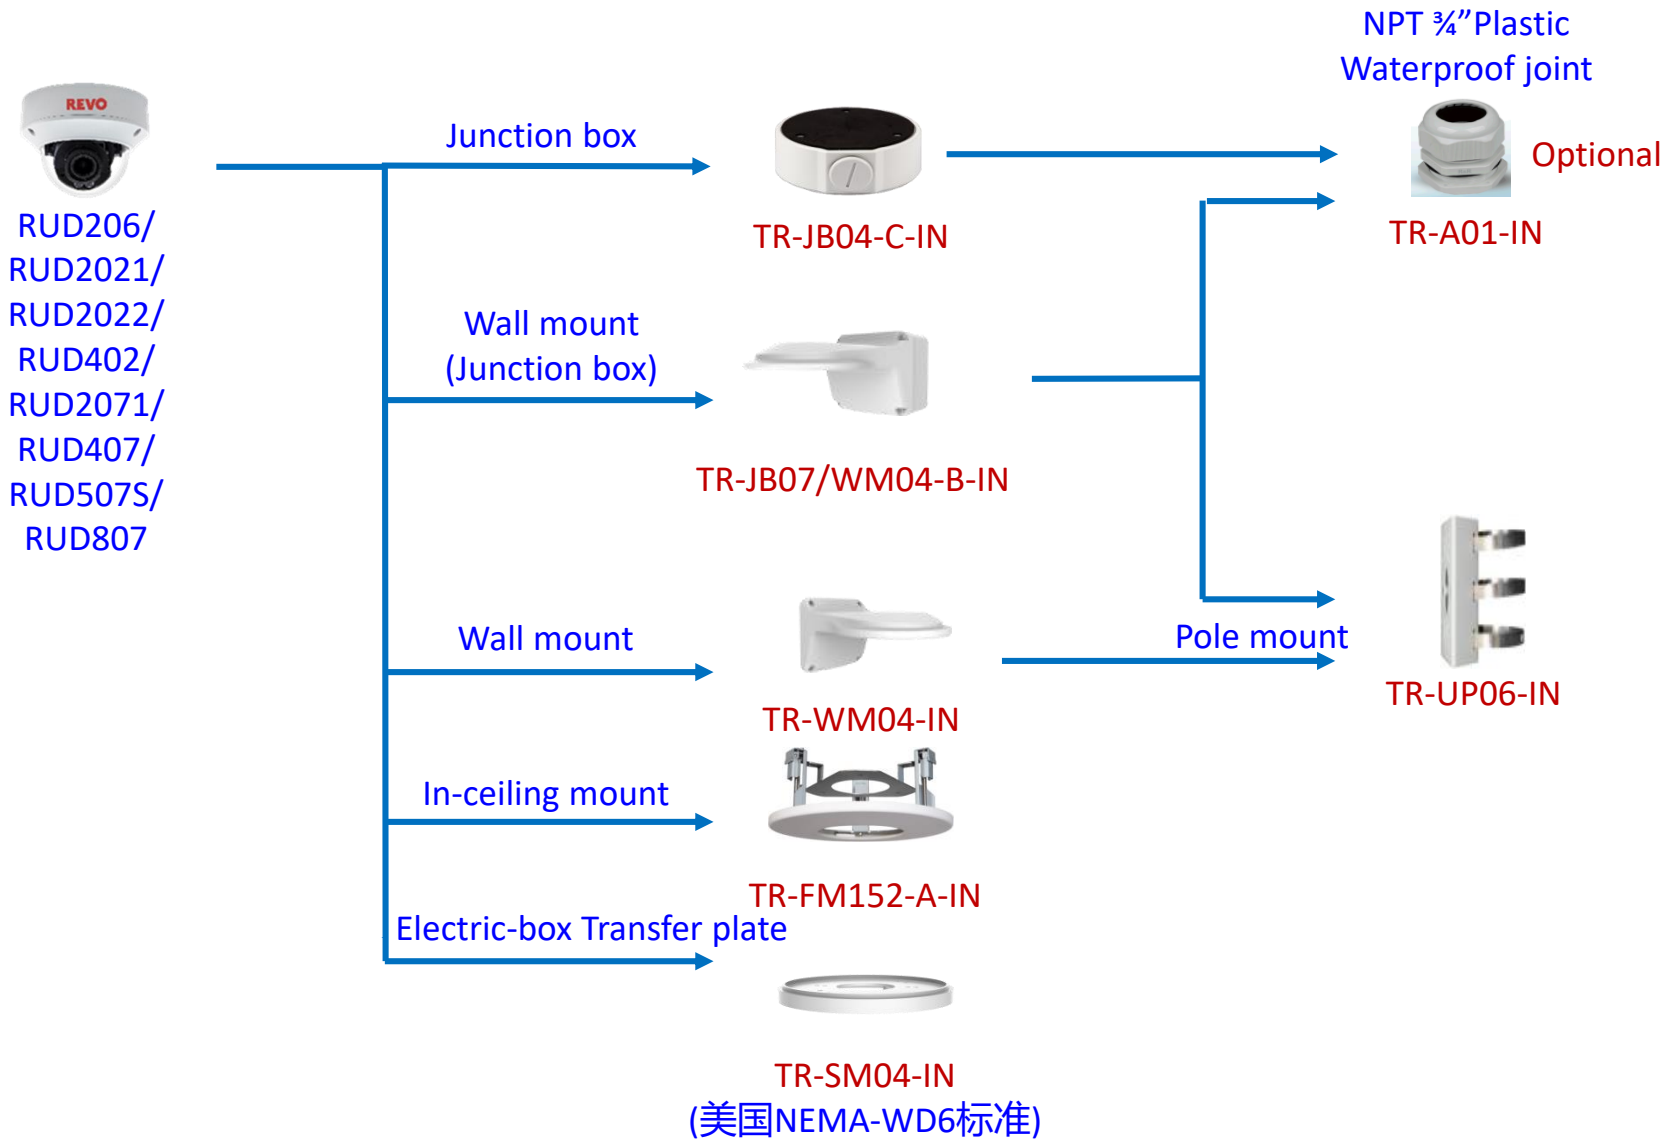 NPT ¾”Plastic
Waterproof joint
REVO
Junction box
Optional
RUD206/
RUD2021/
RUD2022/
RUD402/
RUD2071/
RUD407/
RUD507S/
RUD807
TR-JB04-C-IN
TR-A01-IN
Wall mount
(Junction box)
TR-JB07/WM04-B-IN
Wall mount
Pole mount
TR-WM04-IN
TR-UP06-IN
In-ceiling mount
TR-FM152-A-IN
Electric-box Transfer plate
TR-SM04-IN
(美国NEMA-WD6标准)